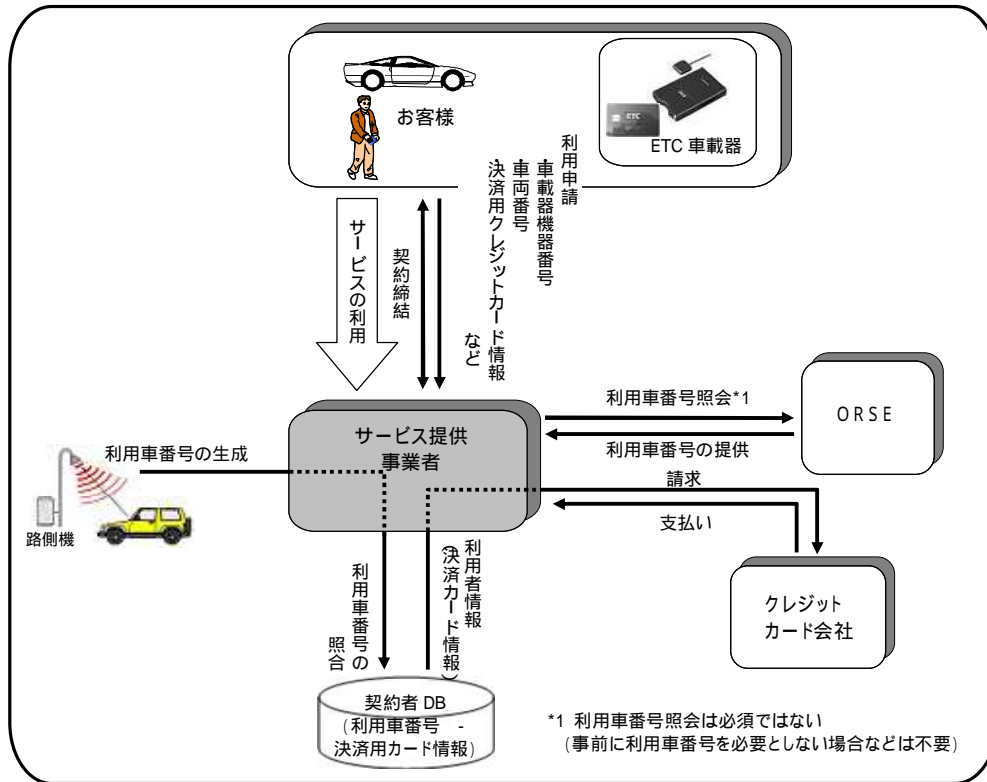 お客様
ETC
ETC 車載器
利用申請
・車載器機器番号
・車両番号
・決済用クレジットカード情報
など
サービスの利用
契約締結
サービス提供
事業者
利用車番号照会*1
利用車番号の提供
ORSE
請求
支払い
クレジット
カード会社
利用車番号の生成
路側機
利用車番号の
照合
利用者情報
(決済カード情報)
契約者 DB
(利用車番号 -
決済用カード情報)
*1 利用車番号照会は必須ではない
(事前に利用車番号を必要としない場合などは不要)